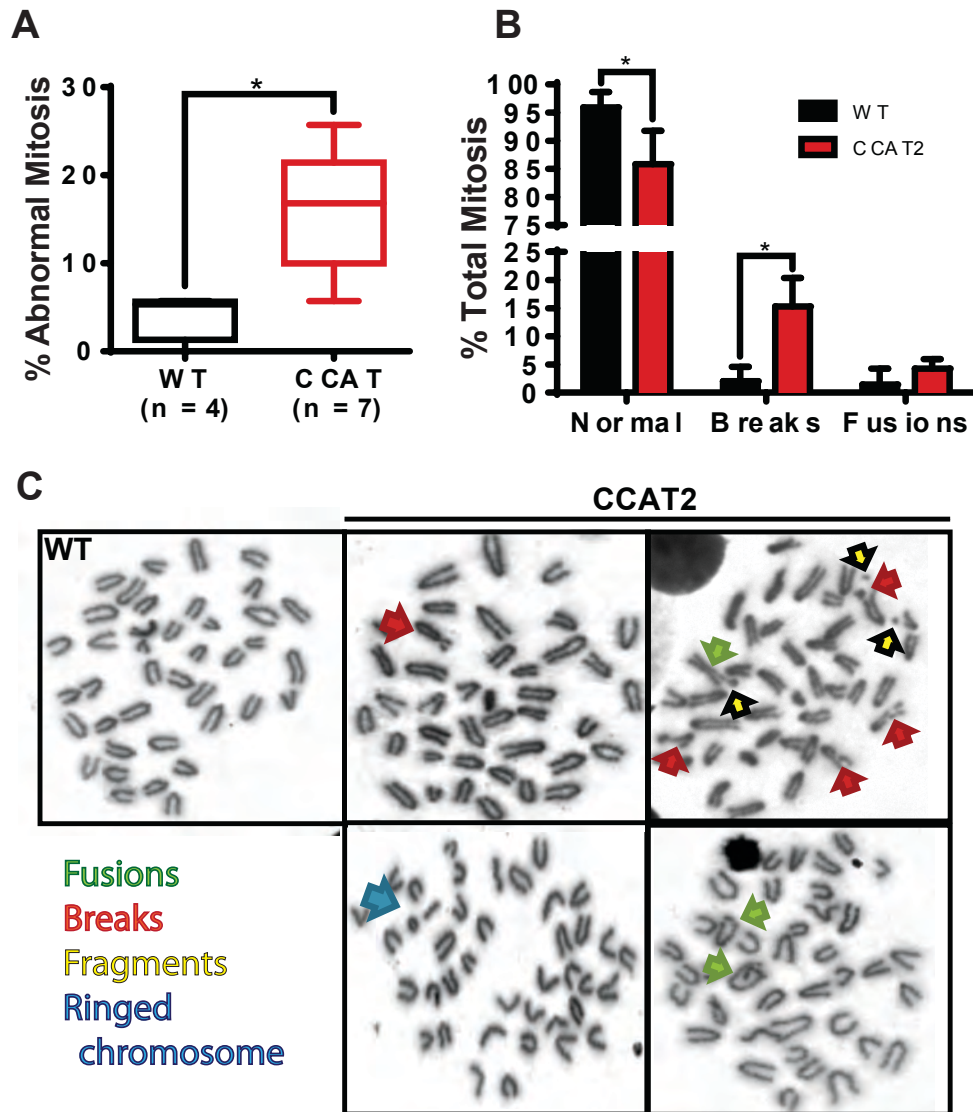 A
30
20
10
0
% Abnormal Mitosis
*
WT
(n = 4)
CCAT
(n = 7)
B
100
95
90
85
80
75
25
20
15
10
5
0
% Total Mitosis
*
*
WT
CCAT2
Normal Breaks Fusions
C
CCAT2
WT
Fusions
Breaks
Fragments
Ringed
chromosome